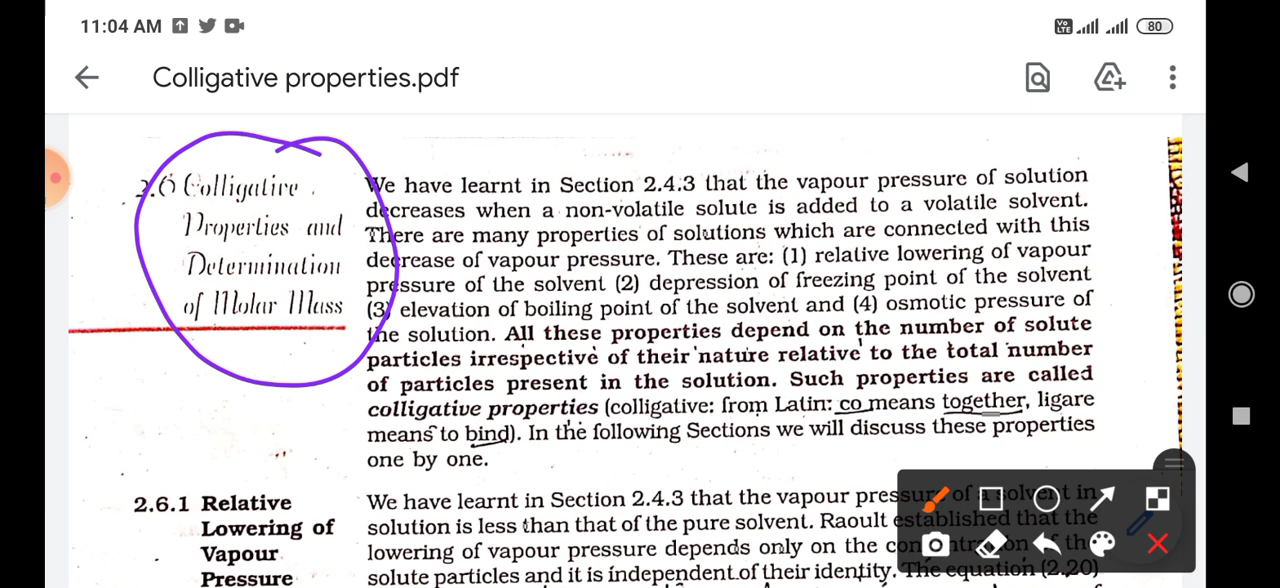 11:04 AM
80
Colligative properties.pdf
2.6 Colligative
Properties and
Determination
of Molar Mass
We have learnt in Section 2.4.3 that the vapour pressure of solution
decreases when a non-volatile solute is added to a volatile solvent.
There are many properties of solutions which are connected with this
decrease of vapour pressure. These are: (1) relative lowering of vapour
pressure of the solvent (2) depression of freezing point of the solvent
(3) elevation of boiling point of the solvent and (4) osmotic pressure of
the solution. All these properties depend on the number of solute
particles irrespective of their nature relative to the total number
of particles present in the solution. Such properties are called
colligative properties (colligative: from Latin: co means together, ligare
means to bind). In the following Sections we will discuss these properties
one by one.
2.6.1 Relative
Lowering of
Vapour
Pressure
We have learnt in Section 2.4.3 that the vapour pressure of a solvent in
solution is less than that of the pure solvent. Raoult established that the
lowering of vapour pressure depends only on the concentration of the
solute particles and it is independent of their identity. The equation (2.20)